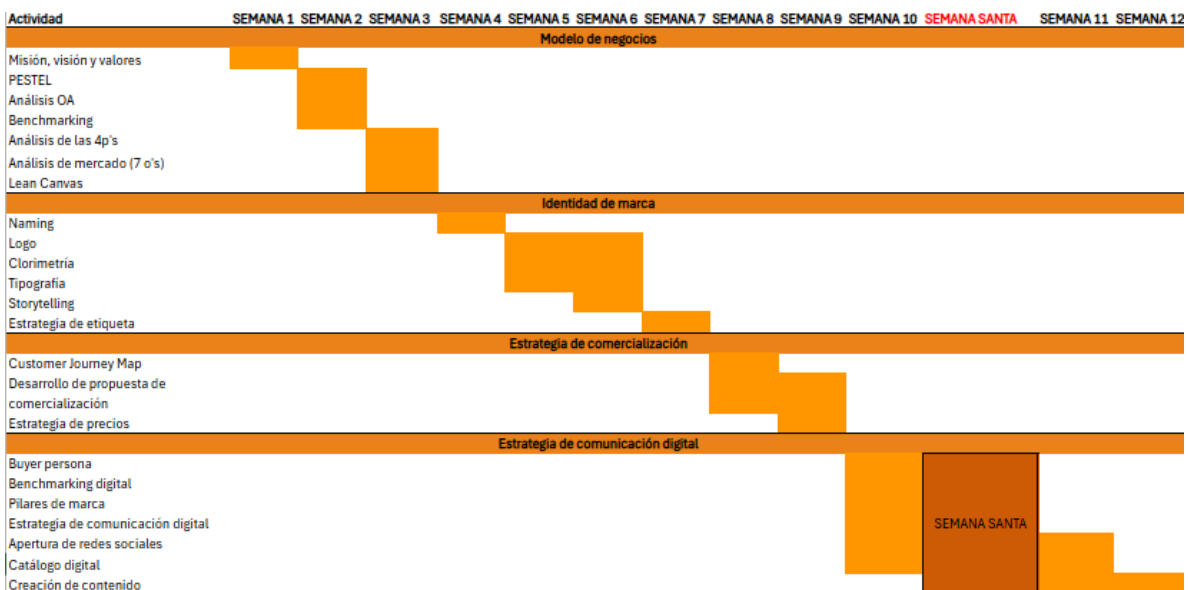 Actividad SEMANA 1 SEMANA 2 SEMANA 3 SEMANA 4 SEMANA 5 SEMANA 6 SEMANA 7 SEMANA 8 SEMANA 9 SEMANA 10 SEMANA SANTA SEMANA 11 SEMANA 12
Modelo de negocios
Misión, visión y valores
PESTEL
Análisis OA
Benchmarking
Análisis de las 4p's
Análisis de mercado (7 o's)
Lean Canvas
Identidad de marca
Naming
Logo
Clorimetría
Tipografía
Storytelling
Estrategia de etiqueta
Estrategia de comercialización
Customer Journey Map
Desarrollo de propuesta de
comercialización
Estrategia de precios
Estrategia de comunicación digital
Buyer persona
Benchmarking digital
Pilares de marca
Estrategia de comunicación digital
SEMANA SANTA
Apertura de redes sociales
Catálogo digital
Creación de contenido